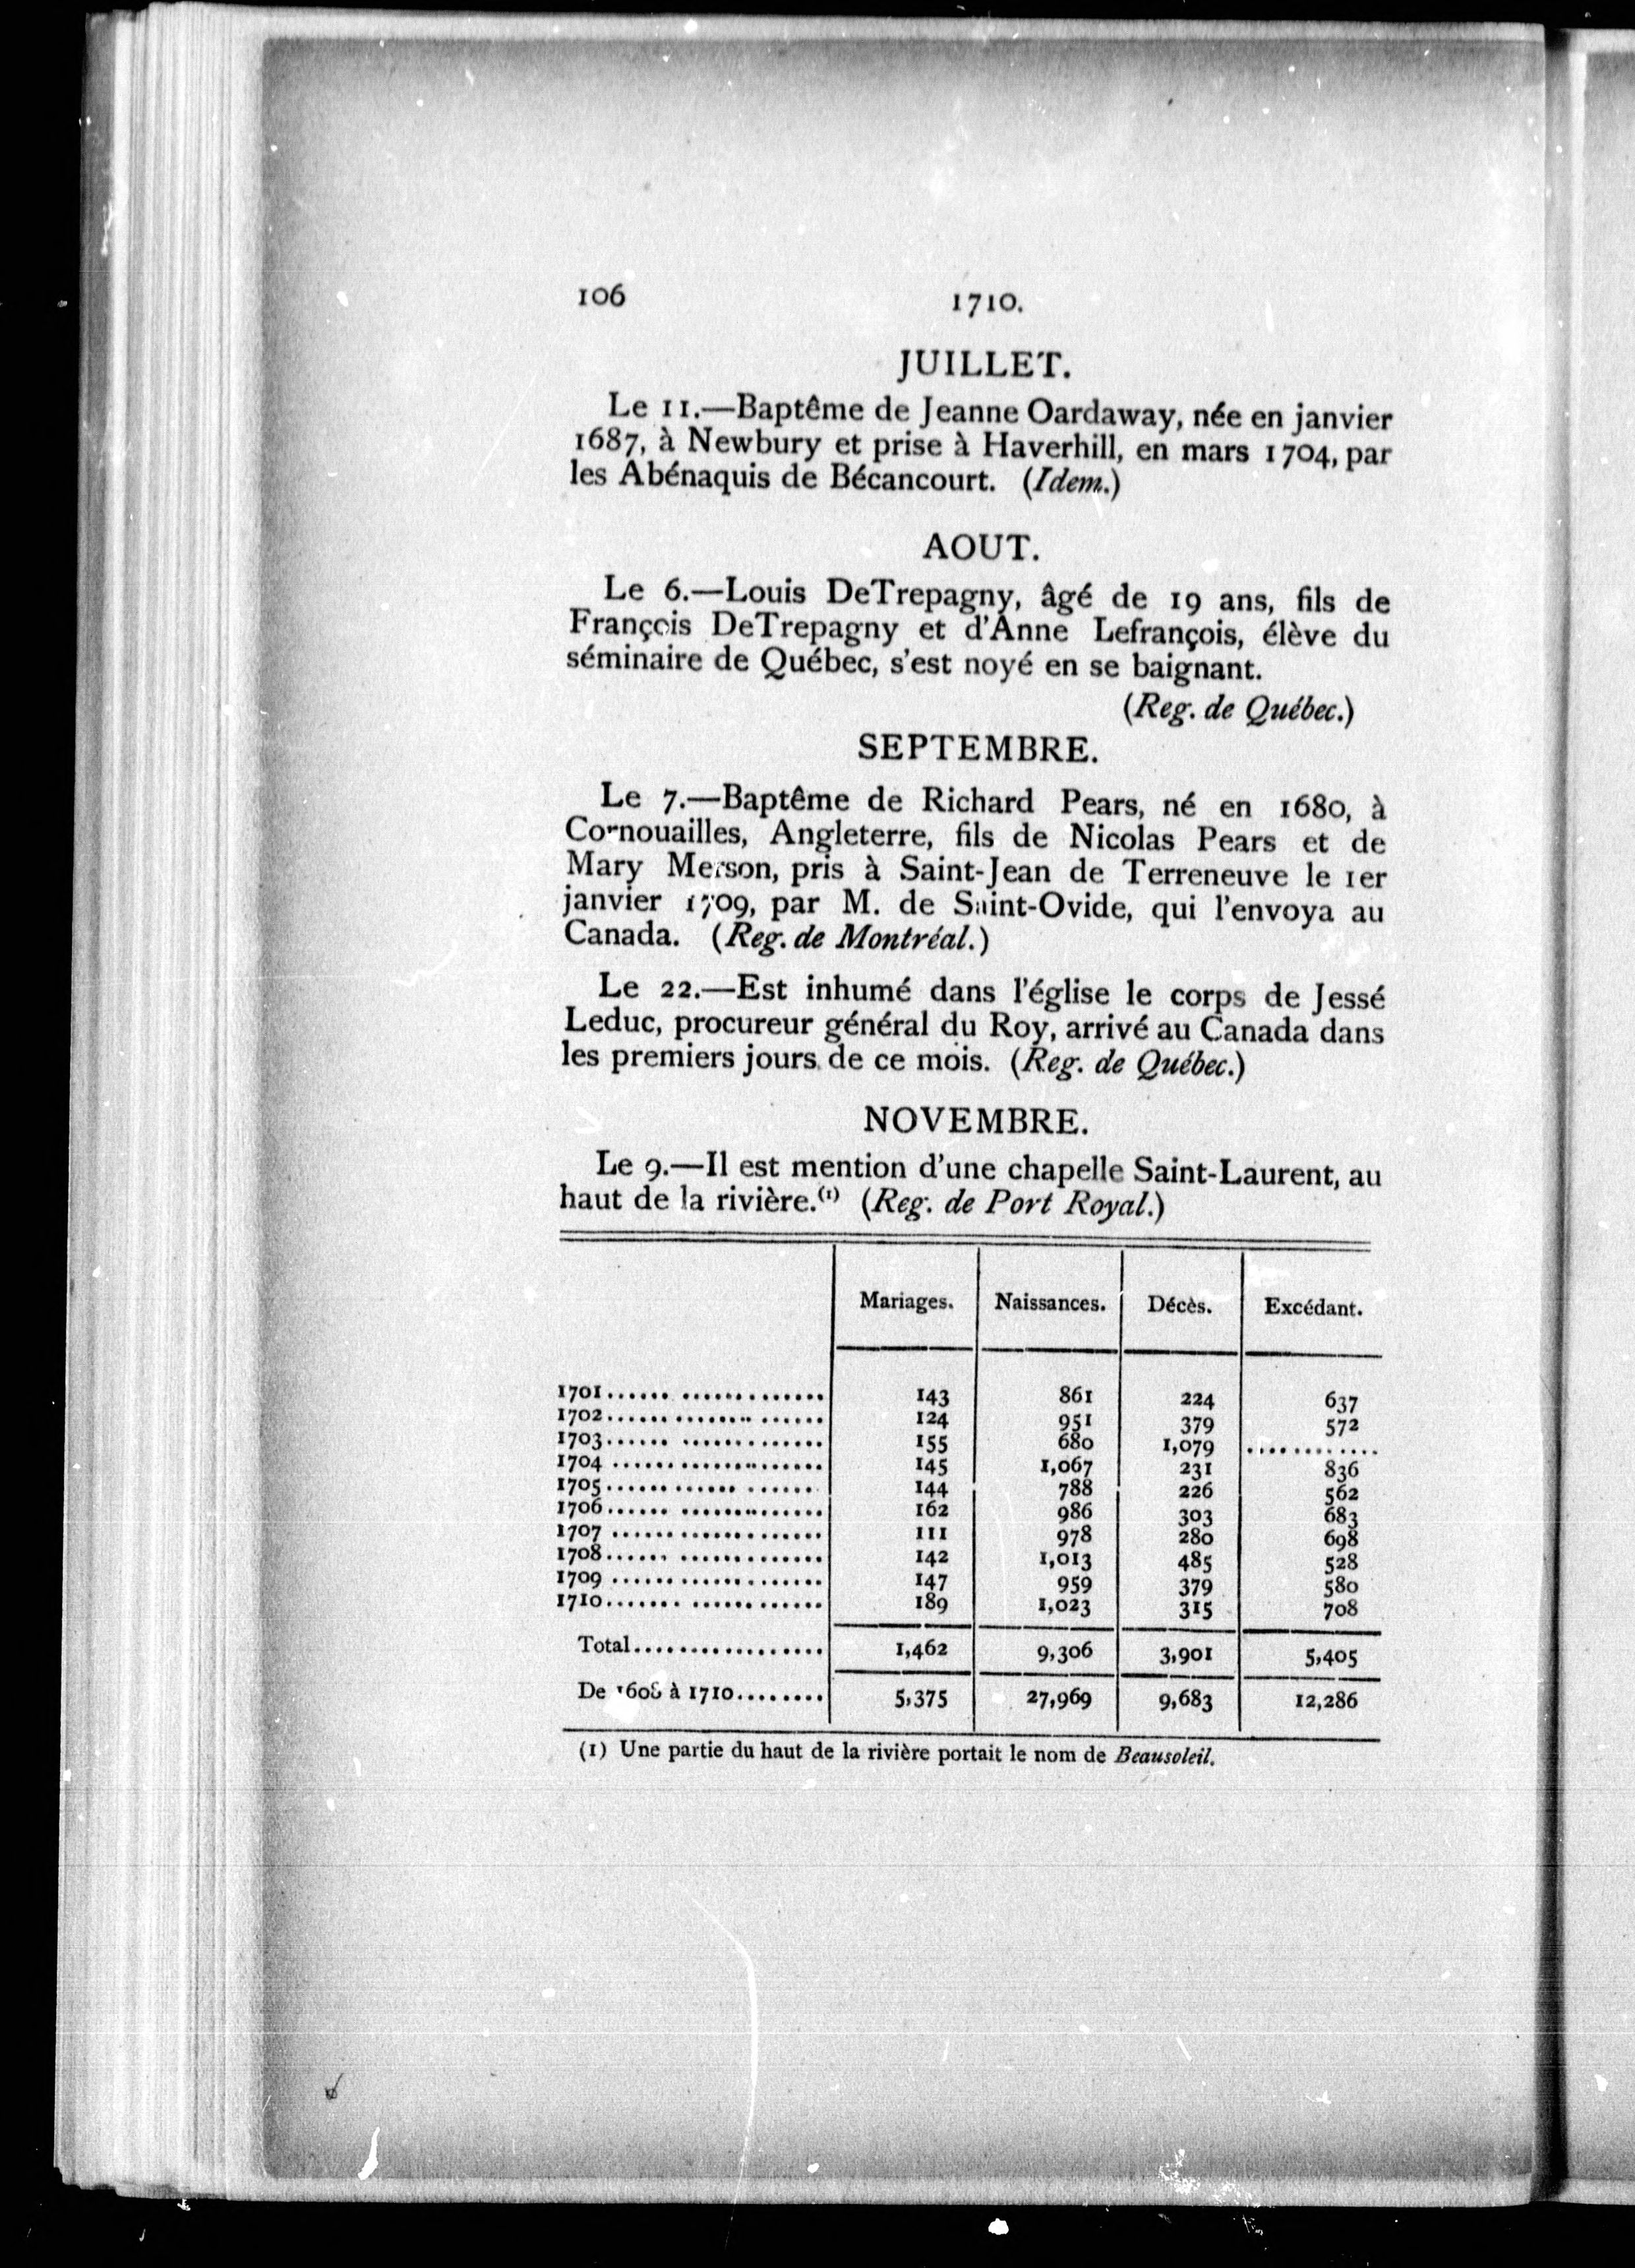 106
1710.
JUILLET.
Le 11.—Baptême de Jeanne Oardaway, née en janvier
1687, à Newbury et prise à Haverhill, en mars 1704, par
les Abénaquis de Bécancourt. (Idem.)
AOUT.
Le 6.—Louis DeTrepagny, âgé de 19 ans, fils de
François DeTrepagny et d'Anne Lefrançois, élève du
séminaire de Québec, s'est noyé en se baignant.
(Reg. de Québec.)
SEPTEMBRE.
Le 7.—Baptême de Richard Pears, né en 1680, à
Cornouailles, Angleterre, fils de Nicolas Pears et de
Mary Merson, pris à Saint-Jean de Terreneuve le 1er
janvier 1709, par M. de Saint-Ovide, qui l'envoya au
Canada. (Reg. de Montréal.)
Le 22.—Est inhumé dans l'église le corps de Jessé
Leduc, procureur général du Roy, arrivé au Canada dans
les premiers jours de ce mois. (Reg. de Québec.)
NOVEMBRE.
Le 9.—Il est mention d'une chapelle Saint-Laurent, au
haut de la rivière.(1) (Reg. de Port Royal.)
Mariages. Naissances. Décès. Excédant.
1701................... 143 861 224 637
1702................... 124 951 379 572
1703................... 155 680 1,079 ............
1704 ................... 145 1,067 231 836
1705................... 144 788 226 562
1706................... 162 986 303 683
1707 ................... 111 978 280 698
1708................... 142 1,013 485 528
1709 ................... 147 959 379 580
1710................... 189 1,023 315 708
Total................. 1,462 9,306 3,901 5,405
De 1608 à 1710........ 5,375 27,969 9,683 12,286
(1) Une partie du haut de la rivière portait le nom de Beausoleil.